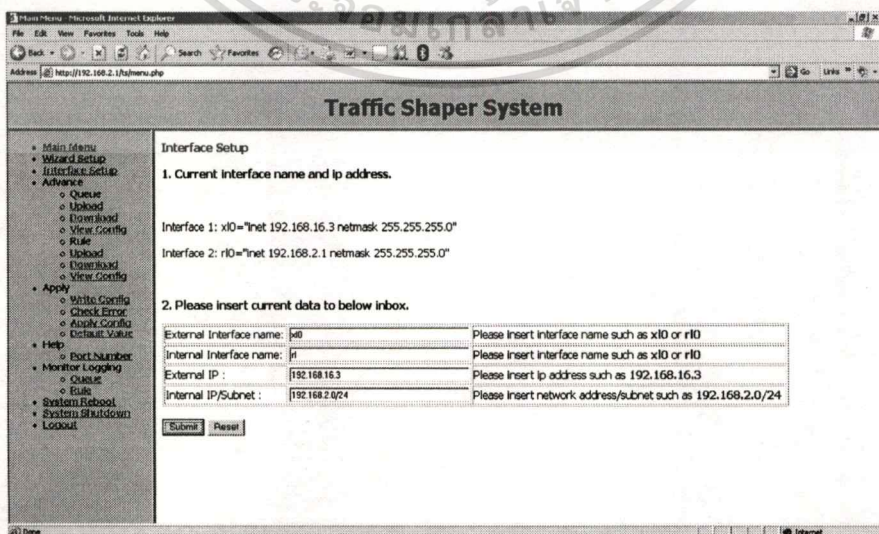 Main Menu - Microsoft Internet Explorer
File Edit View Favorites Tools Help
Back Search Favorites
Address http://192.168.2.1/ts/menu.php Go Links
Traffic Shaper System
Main Menu
Wizard Setup
Interface Setup
Advance
Queue
Upload
Download
View Config
Rule
Upload
Download
View Config
Apply
Write Config
Check Error
Apply Config
Default Value
Help
Port Number
Monitor Logging
Queue
Rule
System Reboot
System Shutdown
Logout
Interface Setup
1. Current interface name and ip address.
Interface 1: xl0="inet 192.168.16.3 netmask 255.255.255.0"
Interface 2: rl0="inet 192.168.2.1 netmask 255.255.255.0"
2. Please insert current data to below inbox.
External Interface name: xl0 Please insert interface name such as xl0 or rl0
Internal Interface name: rl Please insert interface name such as xl0 or rl0
External IP : 192.168.16.3 Please insert ip address such as 192.168.16.3
Internal IP/Subnet : 192.168.2.0/24 Please insert network address/subnet such as 192.168.2.0/24
Submit Reset
Done Internet